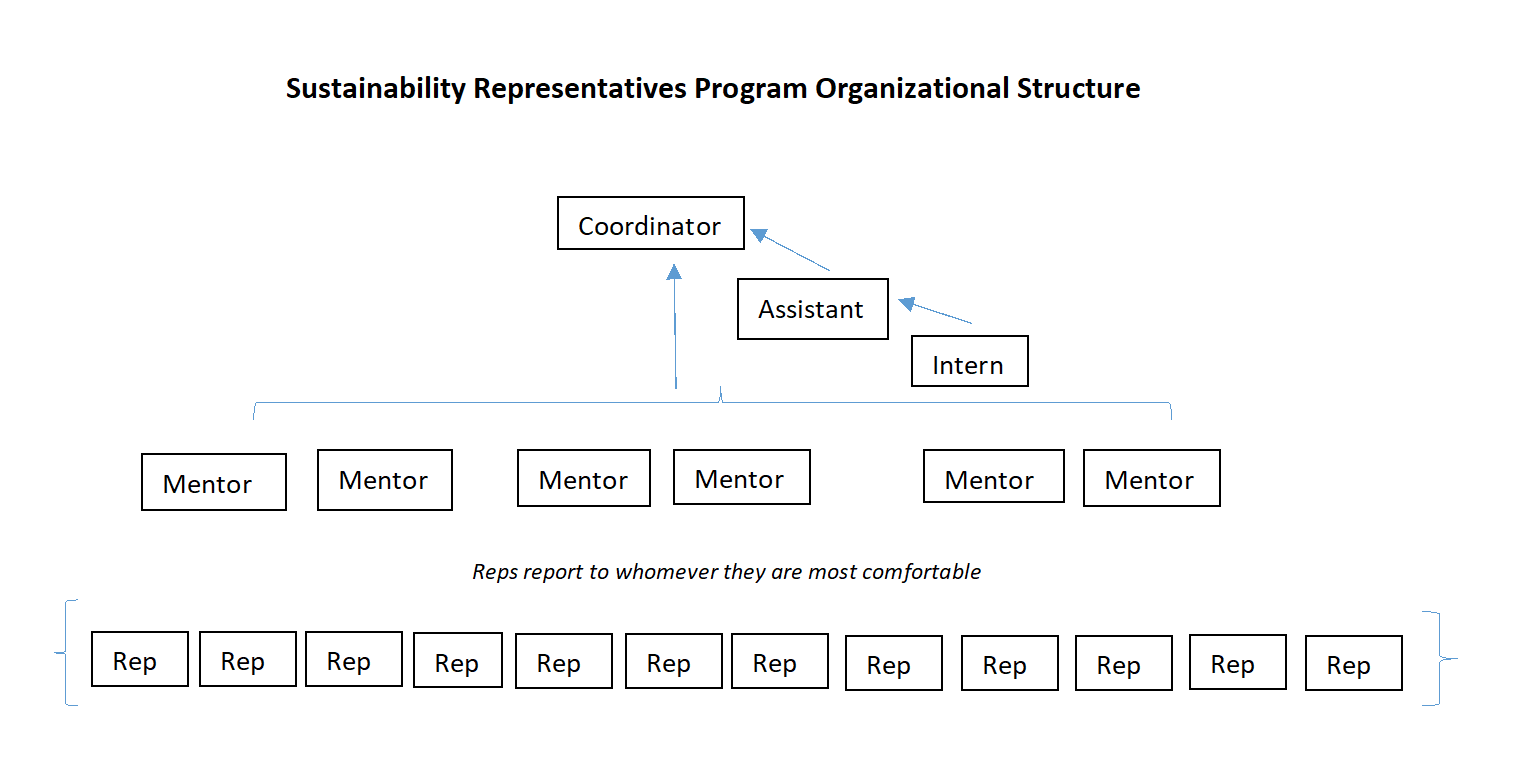 Sustainability Representatives Program Organizational Structure
Coordinator
Assistant
Intern
Mentor
Mentor
Mentor
Mentor
Mentor
Mentor
Reps report to whomever they are most comfortable
Rep
Rep
Rep
Rep
Rep
Rep
Rep
Rep
Rep
Rep
Rep
Rep